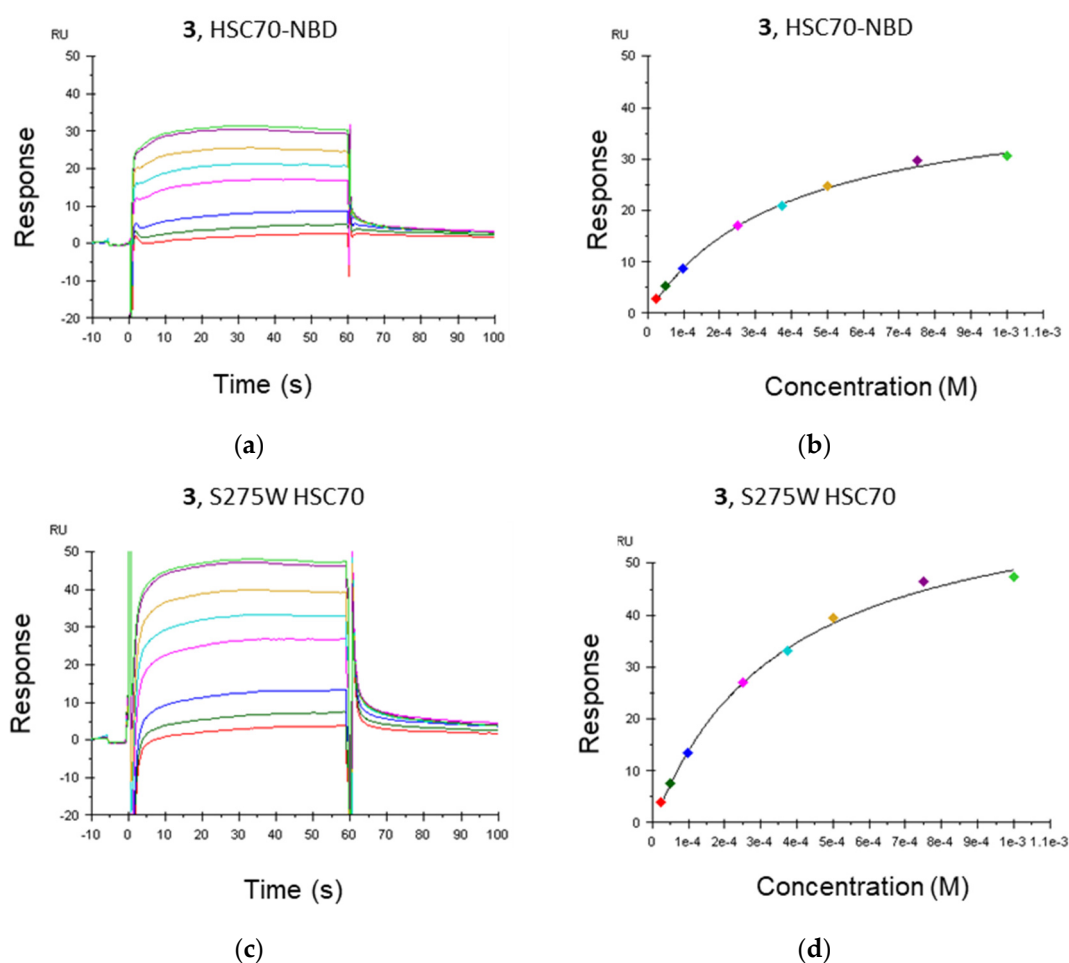 3, HSC70-NBD
RU
50
40
30
20
10
0
-10
-20
-10 0 10 20 30 40 50 60 70 80 90 100
Response
Time (s)
(a)
3, HSC70-NBD
RU
50
40
30
20
10
0
0 1e-4 2e-4 3e-4 4e-4 5e-4 6e-4 7e-4 8e-4 9e-4 1e-3 1.1e-3
Response
Concentration (M)
(b)
3, S275W HSC70
RU
50
40
30
20
10
0
-10
-20
-10 0 10 20 30 40 50 60 70 80 90 100
Response
Time (s)
(c)
3, S275W HSC70
RU
50
40
30
20
10
0
0 1e-4 2e-4 3e-4 4e-4 5e-4 6e-4 7e-4 8e-4 9e-4 1e-3 1.1e-3
Response
Concentration (M)
(d)